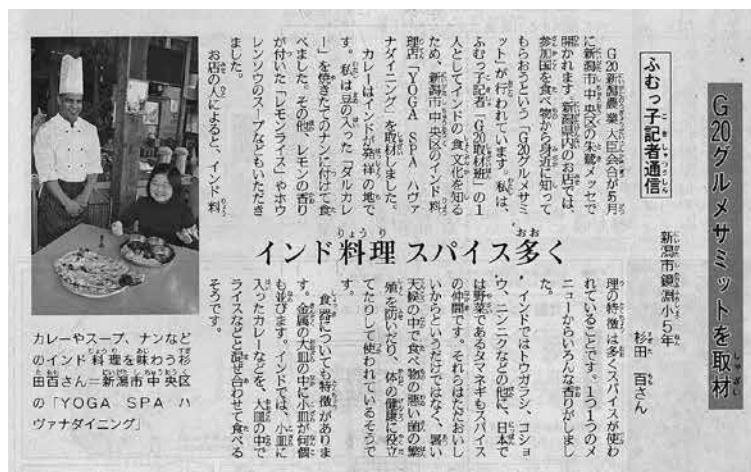 G20グルメサミットを取材
ふむっ子記者通信
新潟市鏡淵小5年
杉田 百さん
インド料理 スパイス多く
G20新潟農業大臣会合が5月
に新潟市中央区の朱鷺メッセで
開かれます。新潟県内のお店では、
参加国を食べ物から身近に知って
もらおうという「G20グルメサミ
ット」が行われています。私は、
ふむっ子記者「G20取材班」の1
人としてインドの食文化を知る
ため、新潟市中央区のインド料
理店「YOGA SPA ハヴァ
ナダイニング」を取材しました。
カレーはインドが発祥の地で
す。私は豆の入った「ダルカレ
ー」を焼きたてのナンに付けて食
べました。その他、レモンの香り
が付いた「レモンライス」やホウ
レンソウのスープなどもいただき
ました。
お店の人によると、インド料
理の特徴は多くスパイスが使わ
れていることです。1つ1つのメ
ニューからいろんな香りがしまし
た。
インドではトウガラシ、コショ
ウ、ニンニクなどの他に、日本で
は野菜であるタマネギもスパイス
の仲間です。それらはただおいし
いからというだけではなく、暑い
天候の中で食べ物の悪い菌の繁
殖を防いだり、体の健康に役立
てたりして使われているそうで
す。
食器についても特徴がありま
す。金属の大皿の中に小皿が何個
も並びます。インドでは、小皿に
入ったカレーなどを、大皿の中で
ライスなどと混ぜ合わせて食べる
そうです。
カレーやスープ、ナンなど
のインド料理を味わう杉
田百さん=新潟市中央区
の「YOGA SPA ハ
ヴァナダイニング」